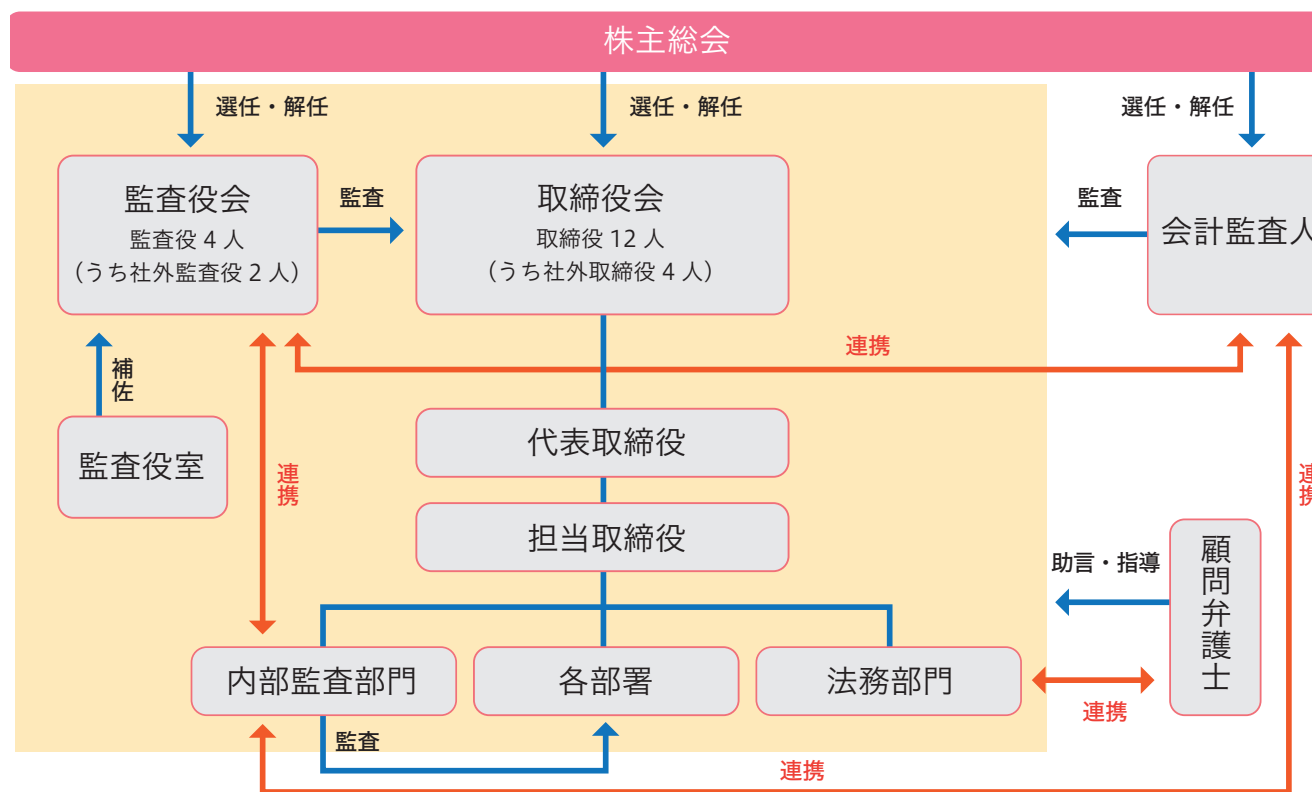 株主総会
選任・解任
選任・解任
選任・解任
監査役会
監査役 4 人
（うち社外監査役 2 人）
監査
取締役会
取締役 12 人
（うち社外取締役 4 人）
監査
会計監査人
連携
補佐
監査役室
連携
代表取締役
担当取締役
連携
助言・指導
顧問弁護士
内部監査部門
各部署
法務部門
連携
監査
連携